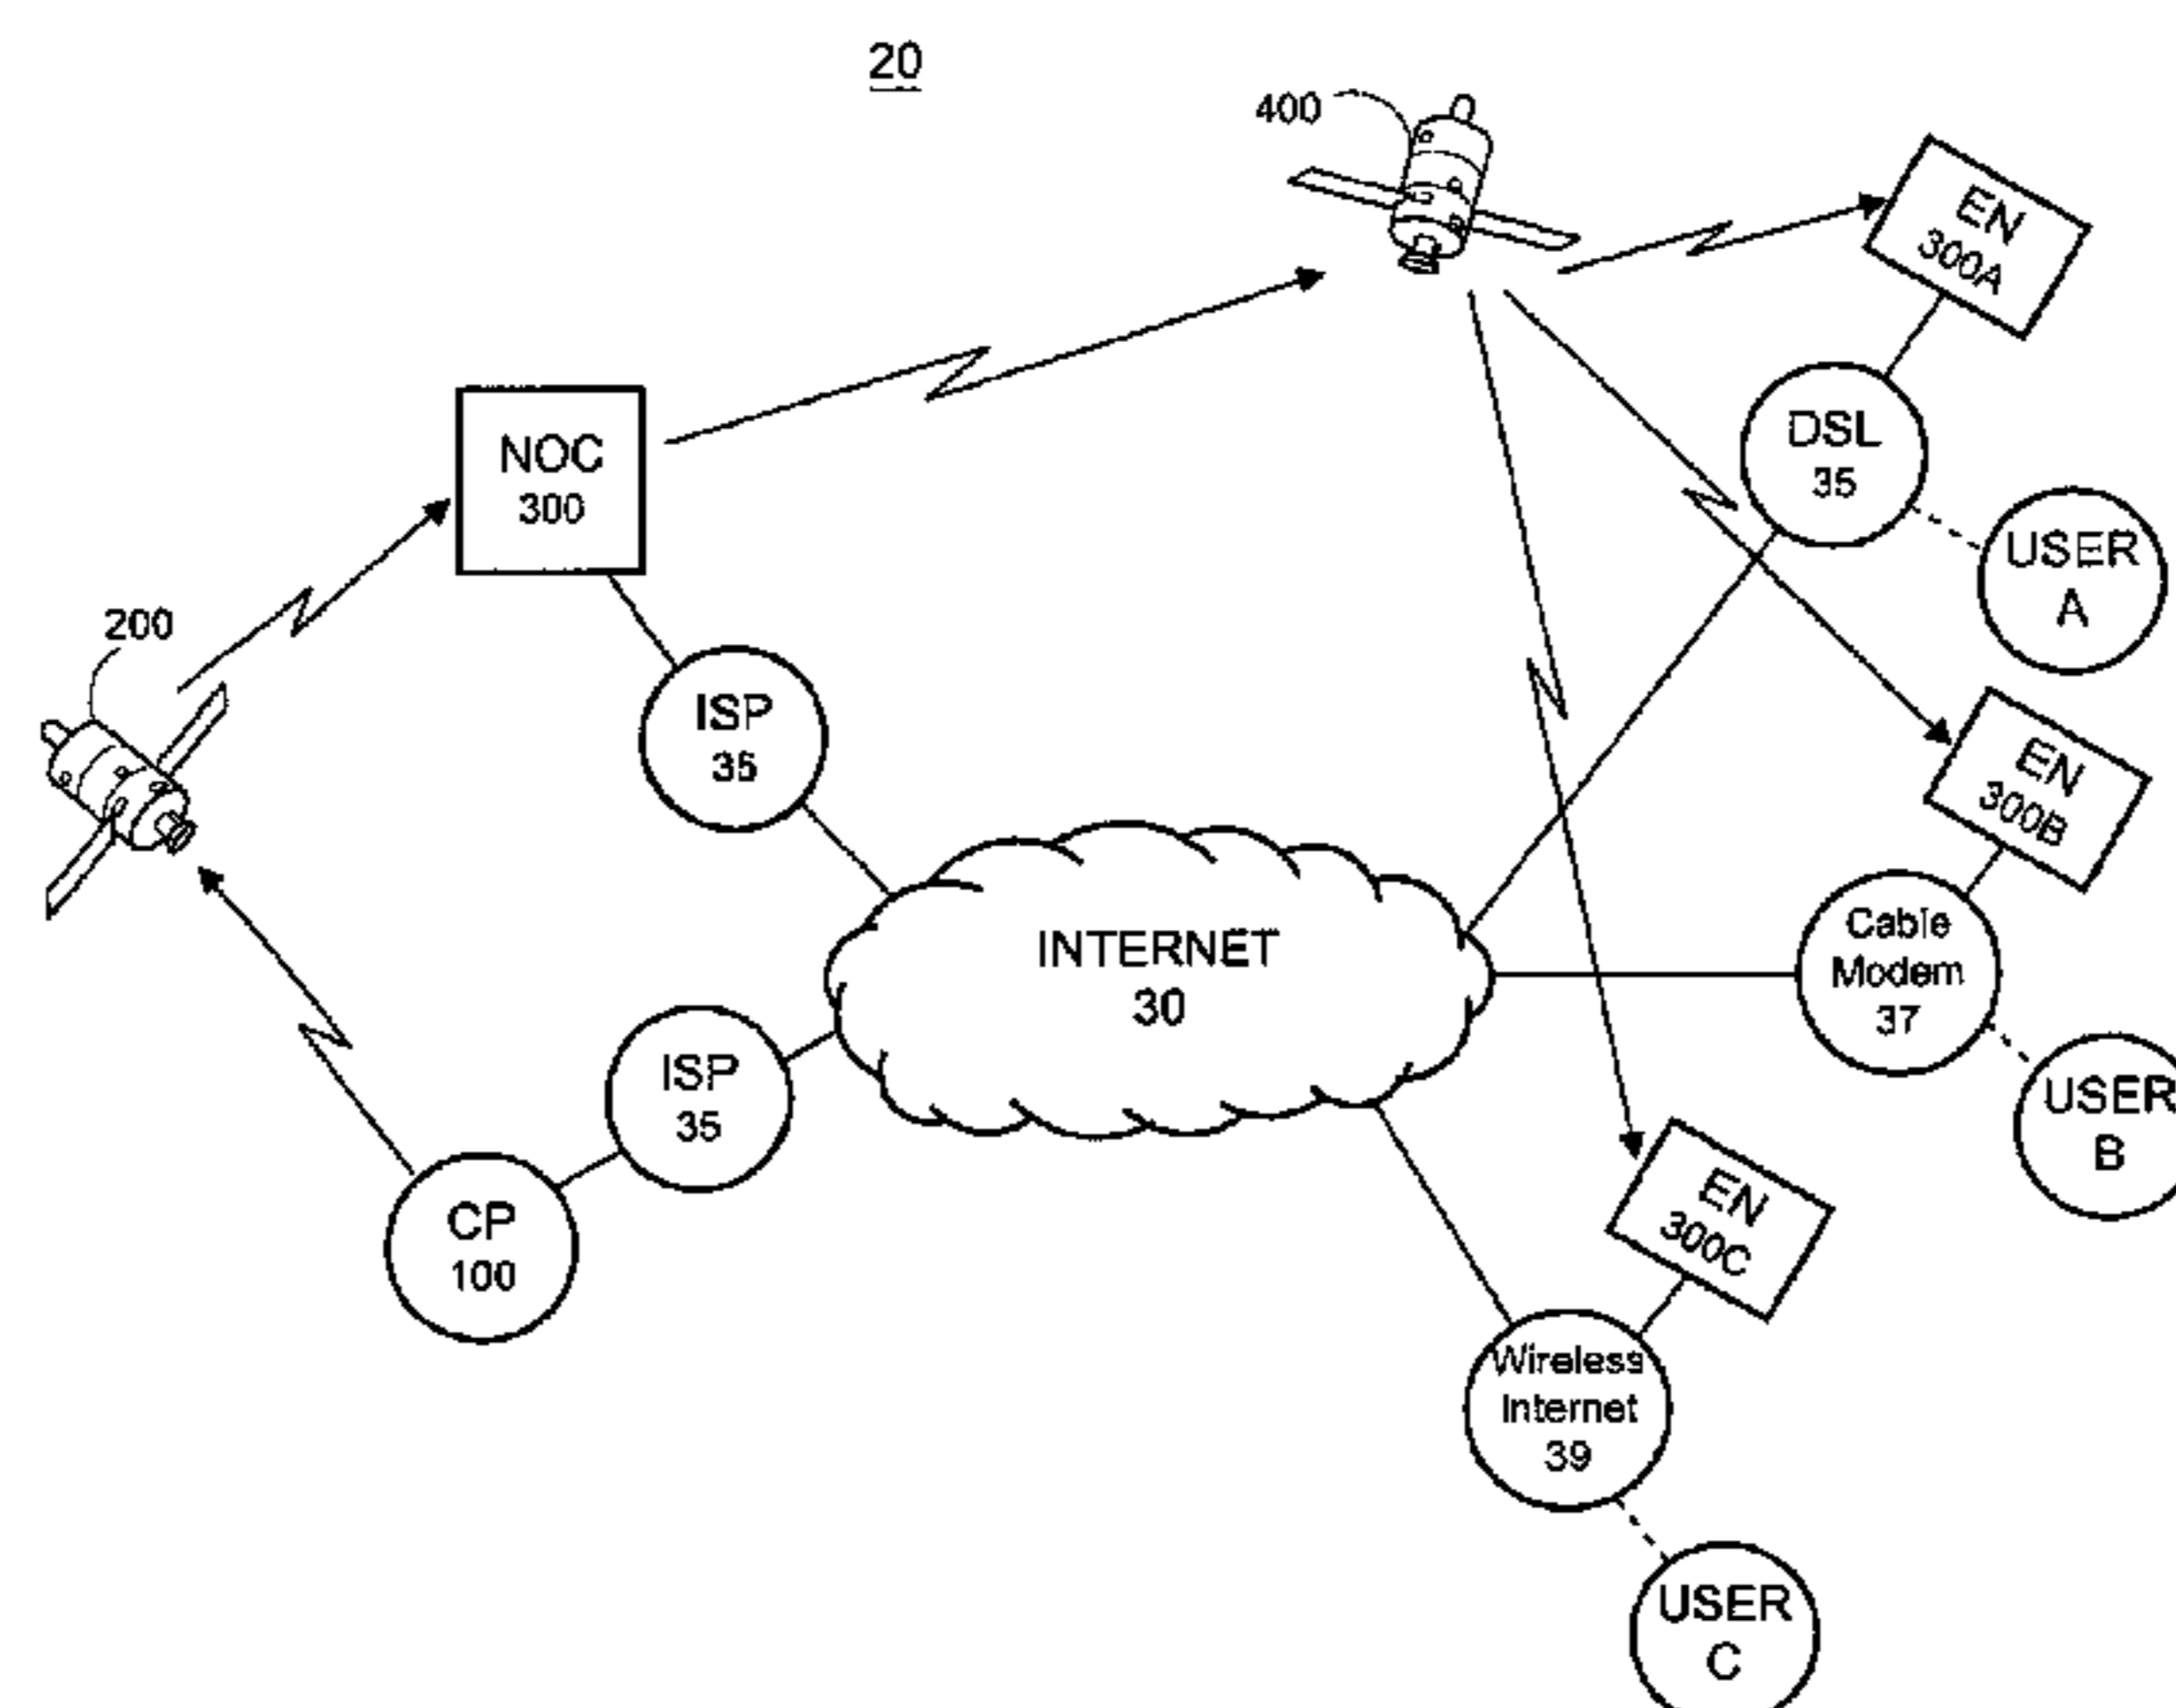 20
400
EN
300A
DSL
35
USER
A
NOC
300
200
ISP
35
EN
300B
Cable
Modem
37
USER
B
INTERNET
30
ISP
35
CP
100
EN
300C
Wireless
Internet
39
USER
C